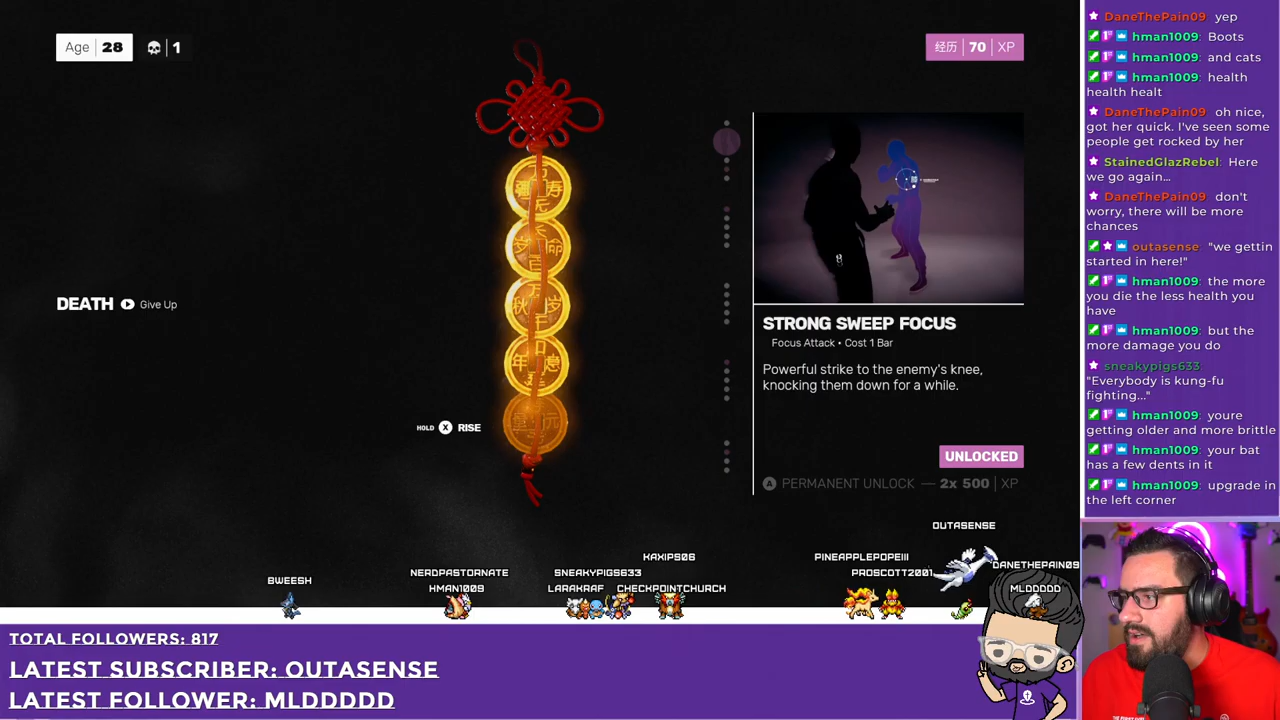 Age 28
1
经历 70 XP
DEATH Give Up
HOLD X RISE
STRONG SWEEP FOCUS
Focus Attack • Cost 1 Bar
Powerful strike to the enemy's knee,
knocking them down for a while.
UNLOCKED
A PERMANENT UNLOCK — 2x 500 XP
DaneThePain09: yep
hman1009: Boots
hman1009: and cats
hman1009: health
health healt
DaneThePain09: oh nice,
got her quick. I've seen some
people get rocked by her
StainedGlazRebel: Here
we go again...
DaneThePain09: don't
worry, there will be more
chances
outasense: "we gettin
started in here!"
hman1009: the more
you die the less health you
have
hman1009: but the
more damage you do
sneakypigs633:
"Everybody is kung-fu
fighting..."
hman1009: youre
getting older and more brittle
hman1009: your bat
has a few dents in it
hman1009: upgrade in
the left corner
OUTASENSE
BWEESH
NERDPASTORNATE
HMAN1009
SNEAKYPIGS633
LARAKRAF
KAXIPS06
CHECKPOINTCHURCH
PINEAPPLEPOPEIII
PROSCOTT2001
DANETHEPAIN09
MLDDDDD
TOTAL FOLLOWERS: 817
LATEST SUBSCRIBER: OUTASENSE
LATEST FOLLOWER: MLDDDDD